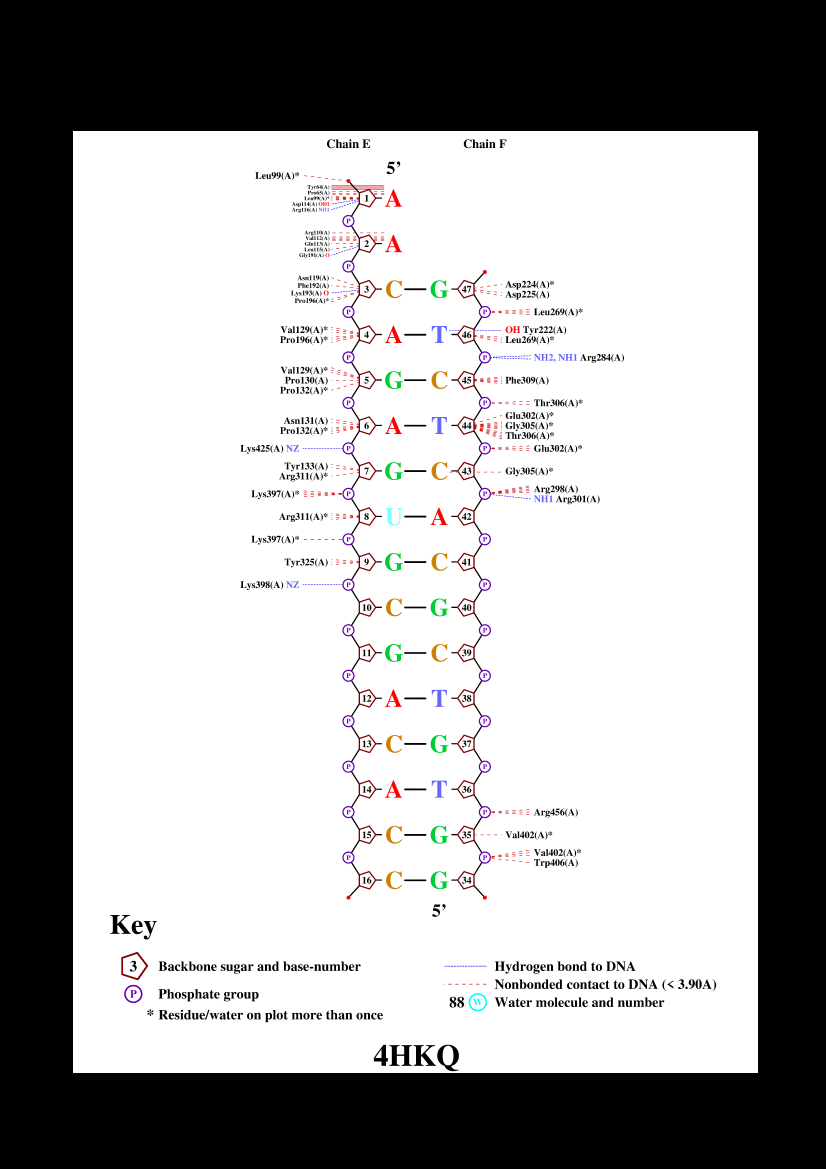 Chain E Chain F
5’
Leu99(A)*
Tyr64(A)
Pro65(A)
Leu99(A)*
Asp114(A) OD1
Arg116(A) NH1
1 A
P
Arg110(A)
Val112(A)
Gln113(A)
Leu115(A)
Gly191(A) O
2 A
P
Asn119(A)
Phe192(A)
Lys193(A) O
Pro196(A)*
3 C G 47
Asp224(A)*
Asp225(A)
P P Leu269(A)*
Val129(A)*
Pro196(A)*
4 A T 46
OH Tyr222(A)
Leu269(A)*
P P NH2, NH1 Arg284(A)
Val129(A)*
Pro130(A)
Pro132(A)*
5 G C 45 Phe309(A)
P P Thr306(A)*
Asn131(A)
Pro132(A)*
6 A T 44
Glu302(A)*
Gly305(A)*
Thr306(A)*
Lys425(A) NZ P P Glu302(A)*
Tyr133(A)
Arg311(A)*
7 G C 43 Gly305(A)*
Lys397(A)* P P
Arg298(A)
NH1 Arg301(A)
Arg311(A)* 8 U A 42
Lys397(A)* P P
Tyr325(A) 9 G C 41
Lys398(A) NZ P P
10 C G 40
P P
11 G C 39
P P
12 A T 38
P P
13 C G 37
P P
14 A T 36
P P Arg456(A)
15 C G 35 Val402(A)*
P P
Val402(A)*
Trp406(A)
16 C G 34
5’
Key
3 Backbone sugar and base-number
P Phosphate group
* Residue/water on plot more than once
Hydrogen bond to DNA
Nonbonded contact to DNA (< 3.90A)
88 W Water molecule and number
4HKQ